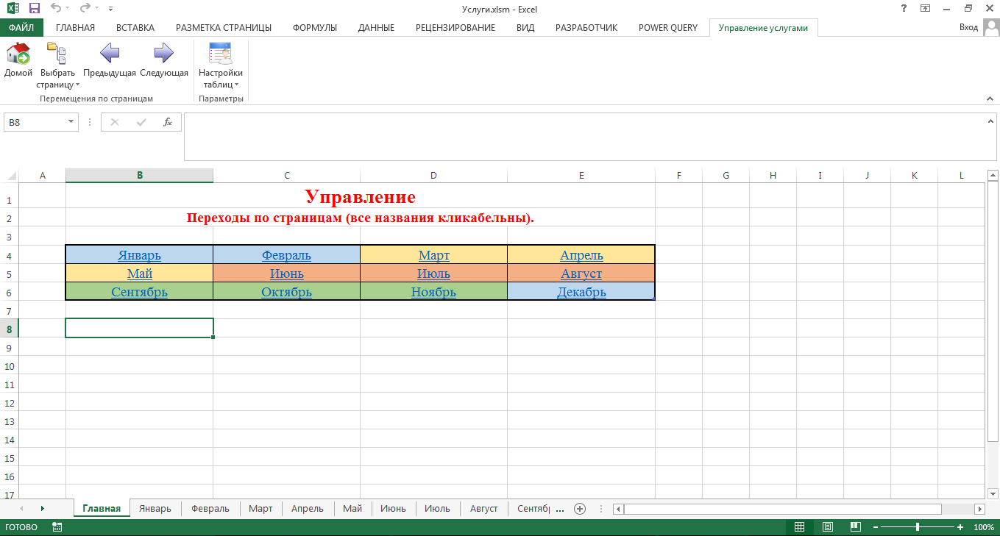 Услуги.xlsm - Excel
?
ФАЙЛ ГЛАВНАЯ ВСТАВКА РАЗМЕТКА СТРАНИЦЫ ФОРМУЛЫ ДАННЫЕ РЕЦЕНЗИРОВАНИЕ ВИД РАЗРАБОТЧИК POWER QUERY Управление услугами Вход
Домой Выбрать страницу Предыдущая Следующая Настройки таблиц
Перемещения по страницам Параметры
B8 fx
A B C D E F G H I J K L
1 Управление
2 Переходы по страницам (все названия кликабельны).
3
4 Январь Февраль Март Апрель
5 Май Июнь Июль Август
6 Сентябрь Октябрь Ноябрь Декабрь
7
8
9
10
11
12
13
14
15
16
17
Главная Январь Февраль Март Апрель Май Июнь Июль Август Сентябр ...
ГОТОВО 100%